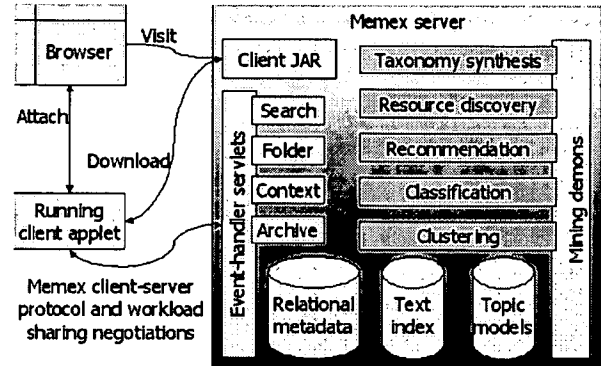 Memex server
Browser
Visit
Client JAR
Taxonomy synthesis
Attach
Search
Resource discovery
Folder
Recommendation
Download
Context
Classification
Running
client applet
Archive
Clustering
Event-handler servlets
Mining demons
Memex client-server
protocol and workload
sharing negotiations
Relational
metadata
Text
index
Topic
models